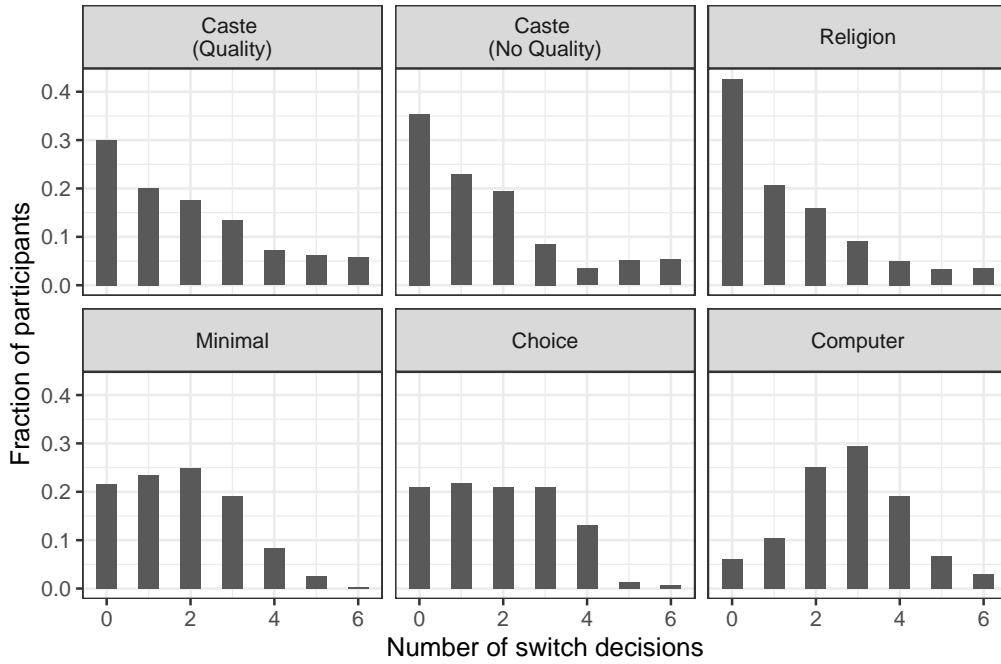 Caste
(Quality)
Caste
(No Quality)
Religion
0.4
0.3
0.2
0.1
0.0
Minimal
Choice
Computer
0.4
0.3
0.2
0.1
0.0
0 2 4 6
0 2 4 6
0 2 4 6
Fraction of participants
Number of switch decisions